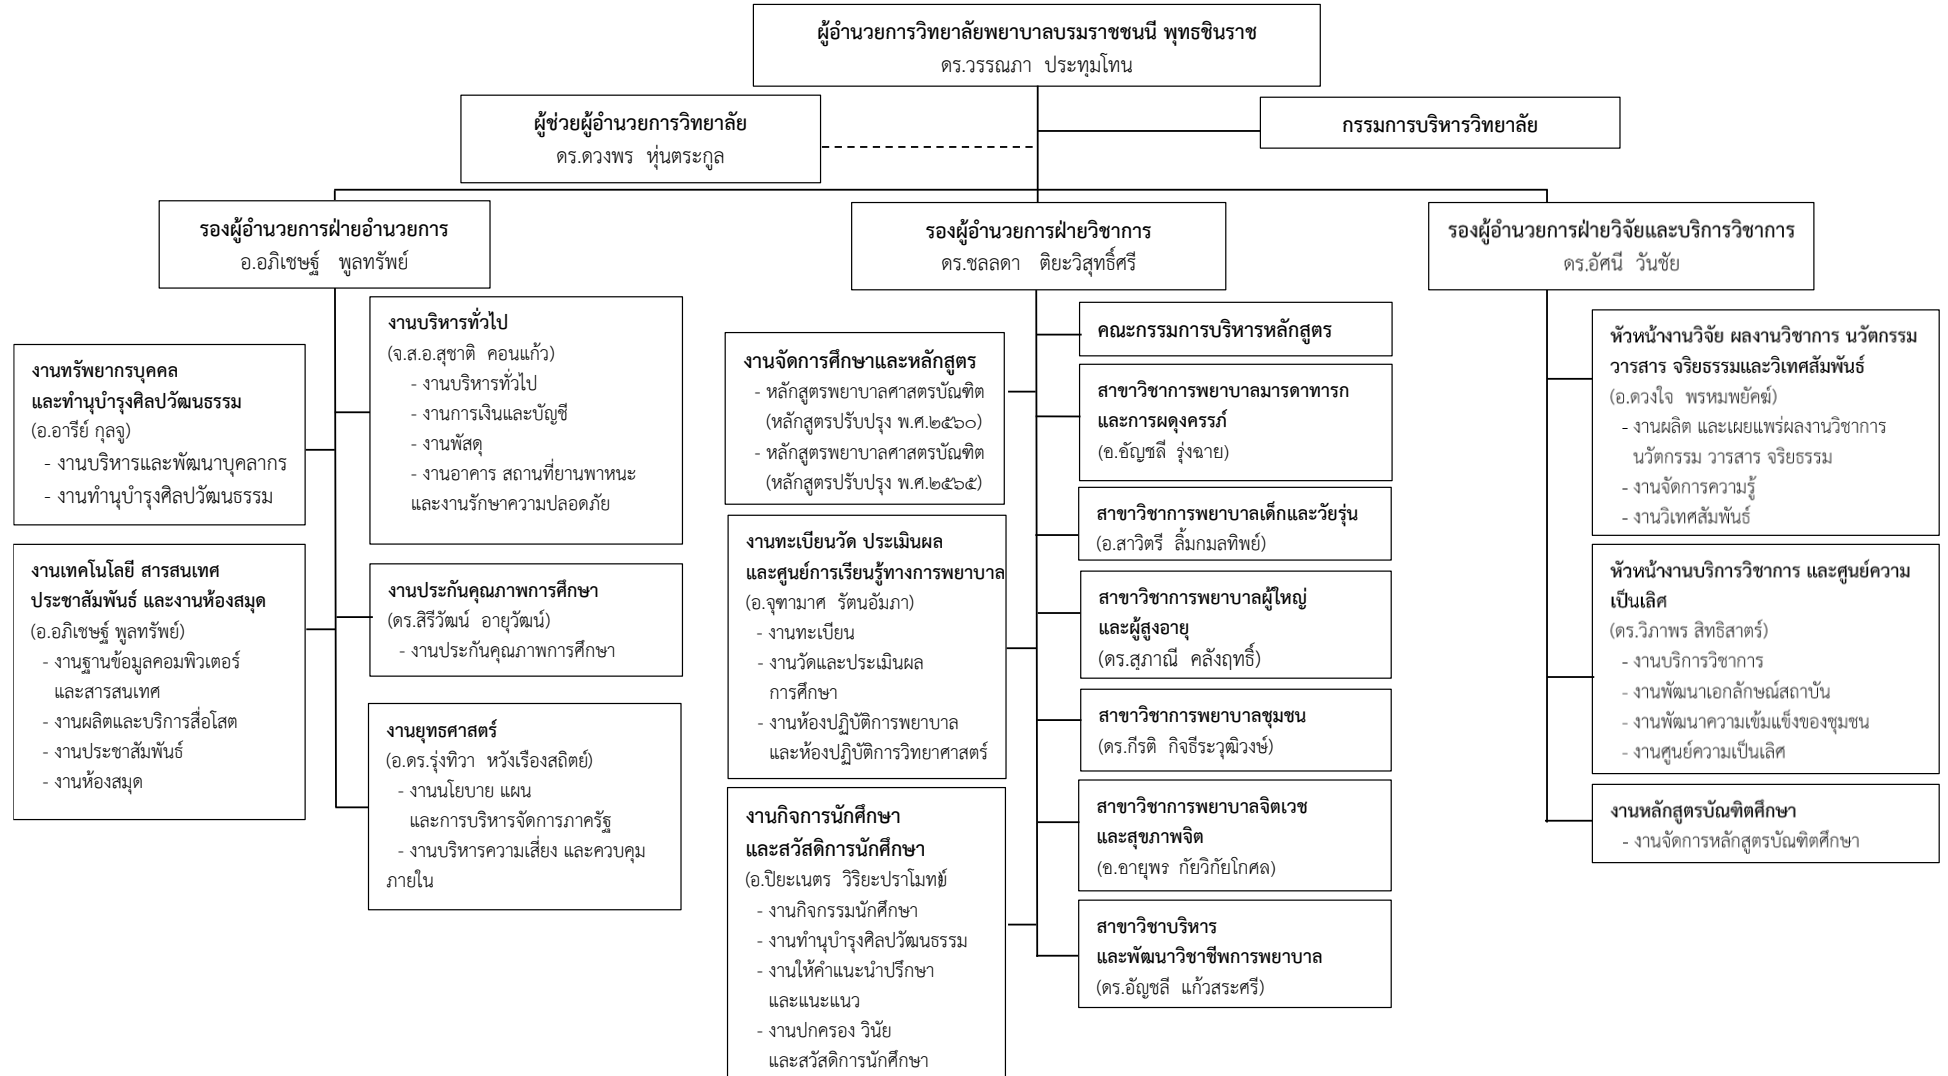 ผู้อำนวยการวิทยาลัยพยาบาลบรมราชชนนี พุทธชินราช
ดร.วรรณภา ประทุมโทน
ผู้ช่วยผู้อำนวยการวิทยาลัย
ดร.ดวงพร หุ่นตระกูล
กรรมการบริหารวิทยาลัย
รองผู้อำนวยการฝ่ายอำนวยการ
อ.อภิเชษฐ์ พูลทรัพย์
งานทรัพยากรบุคคล
และทำนุบำรุงศิลปวัฒนธรรม
(อ.อารีย์ กุลจู)
- งานบริหารและพัฒนาบุคลากร
- งานทำนุบำรุงศิลปวัฒนธรรม
งานเทคโนโลยี สารสนเทศ
ประชาสัมพันธ์ และงานห้องสมุด
(อ.อภิเชษฐ์ พูลทรัพย์)
- งานฐานข้อมูลคอมพิวเตอร์
และสารสนเทศ
- งานผลิตและบริการสื่อโสต
- งานประชาสัมพันธ์
- งานห้องสมุด
งานบริหารทั่วไป
(จ.ส.อ.สุชาติ คอนแก้ว)
- งานบริหารทั่วไป
- งานการเงินและบัญชี
- งานพัสดุ
- งานอาคาร สถานที่ยานพาหนะ
และงานรักษาความปลอดภัย
งานประกันคุณภาพการศึกษา
(ดร.สิรีวัฒน์ อายุวัฒน์)
- งานประกันคุณภาพการศึกษา
งานยุทธศาสตร์
(อ.ดร.รุ่งทิวา หวังเรืองสถิตย์)
- งานนโยบาย แผน
และการบริหารจัดการภาครัฐ
- งานบริหารความเสี่ยง และควบคุม
ภายใน
รองผู้อำนวยการฝ่ายวิชาการ
ดร.ชลลดา ติยะวิสุทธิ์ศรี
งานจัดการศึกษาและหลักสูตร
- หลักสูตรพยาบาลศาสตรบัณฑิต
(หลักสูตรปรับปรุง พ.ศ.๒๕๖๐)
- หลักสูตรพยาบาลศาสตรบัณฑิต
(หลักสูตรปรับปรุง พ.ศ.๒๕๖๕)
งานทะเบียนวัด ประเมินผล
และศูนย์การเรียนรู้ทางการพยาบาล
(อ.จุฑามาศ รัตนอัมภา)
- งานทะเบียน
- งานวัดและประเมินผล
การศึกษา
- งานห้องปฏิบัติการพยาบาล
และห้องปฏิบัติการวิทยาศาสตร์
งานกิจการนักศึกษา
และสวัสดิการนักศึกษา
(อ.ปิยะเนตร วิริยะปราโมทย์)
- งานกิจกรรมนักศึกษา
- งานทำนุบำรุงศิลปวัฒนธรรม
- งานให้คำแนะนำปรึกษา
และแนะแนว
- งานปกครอง วินัย
และสวัสดิการนักศึกษา
คณะกรรมการบริหารหลักสูตร
สาขาวิชาการพยาบาลมารดาทารก
และการผดุงครรภ์
(อ.อัญชลี รุ่งฉาย)
สาขาวิชาการพยาบาลเด็กและวัยรุ่น
(อ.สาวิตรี ลิ้มกมลทิพย์)
สาขาวิชาการพยาบาลผู้ใหญ่
และผู้สูงอายุ
(ดร.สุภาณี คลังฤทธิ์)
สาขาวิชาการพยาบาลชุมชน
(ดร.กีรติ กิจธีระวุฒิวงษ์)
สาขาวิชาการพยาบาลจิตเวช
และสุขภาพจิต
(อ.อายุพร กัยวิกัยโกศล)
สาขาวิชาบริหาร
และพัฒนาวิชาชีพการพยาบาล
(ดร.อัญชลี แก้วสระศรี)
รองผู้อำนวยการฝ่ายวิจัยและบริการวิชาการ
ดร.อัศนี วันชัย
หัวหน้างานวิจัย ผลงานวิชาการ นวัตกรรม
วารสาร จริยธรรมและวิเทศสัมพันธ์
(อ.ดวงใจ พรหมพยัคฆ์)
- งานผลิต และเผยแพร่ผลงานวิชาการ
นวัตกรรม วารสาร จริยธรรม
- งานจัดการความรู้
- งานวิเทศสัมพันธ์
หัวหน้างานบริการวิชาการ และศูนย์ความ
เป็นเลิศ
(ดร.วิภาพร สิทธิสาตร์)
- งานบริการวิชาการ
- งานพัฒนาเอกลักษณ์สถาบัน
- งานพัฒนาความเข้มแข็งของชุมชน
- งานศูนย์ความเป็นเลิศ
งานหลักสูตรบัณฑิตศึกษา
- งานจัดการหลักสูตรบัณฑิตศึกษา